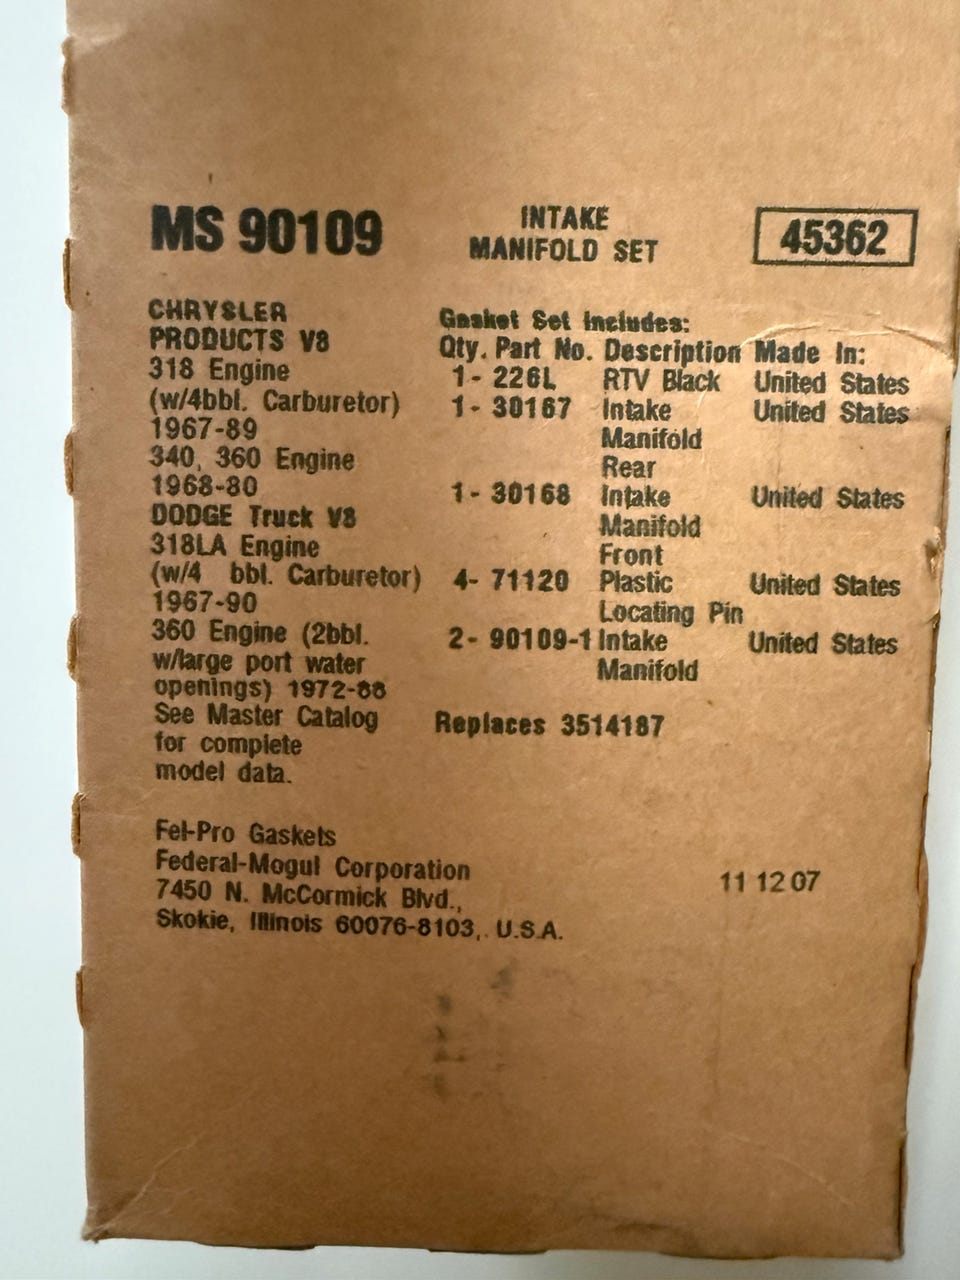 MS 90109
INTAKE
MANIFOLD SET
45362
CHRYSLER
PRODUCTS V8
318 Engine
(w/4bbl. Carburetor)
1967-89
340, 360 Engine
1968-80
DODGE Truck V8
318LA Engine
(w/4 bbl. Carburetor)
1967-90
360 Engine (2bbl.
w/large port water
openings) 1972-88
See Master Catalog
for complete
model data.
Gasket Set Includes:
Qty. Part No. Description Made In:
1- 226L RTV Black United States
1- 30167 Intake United States
Manifold
Rear
1- 30168 Intake United States
Manifold
Front
4- 71120 Plastic United States
Locating Pin
2- 90109-1 Intake United States
Manifold
Replaces 3514187
Fel-Pro Gaskets
Federal-Mogul Corporation
7450 N. McCormick Blvd.,
Skokie, Illinois 60076-8103, U.S.A.
11 12 07